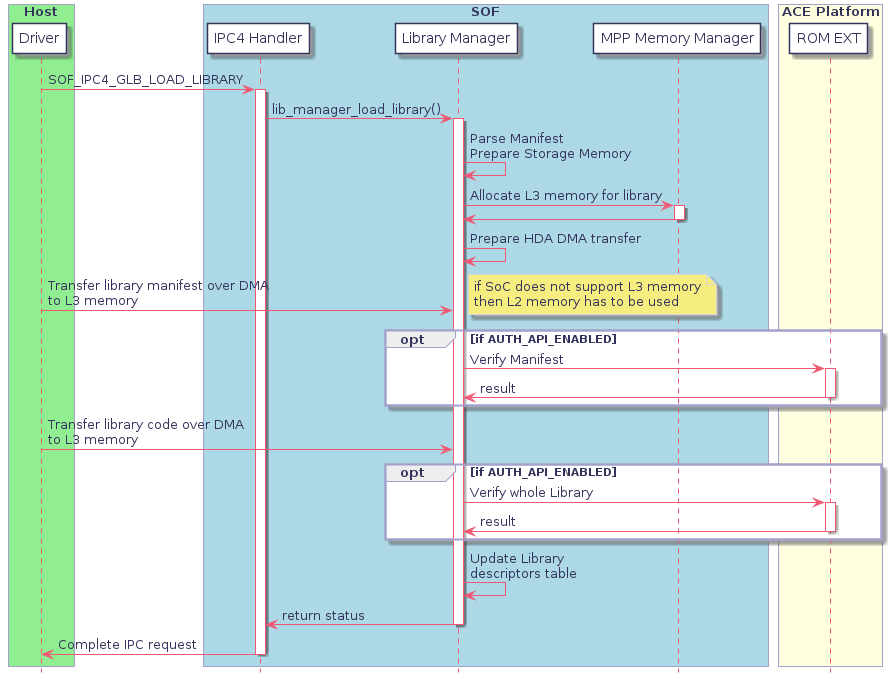 Host
SOF
ACE Platform
Driver
IPC4 Handler
Library Manager
MPP Memory Manager
ROM EXT
SOF_IPC4_GLB_LOAD_LIBRARY
lib_manager_load_library()
Parse Manifest
Prepare Storage Memory
Allocate L3 memory for library
Prepare HDA DMA transfer
Transfer library manifest over DMA
to L3 memory
if SoC does not support L3 memory
then L2 memory has to be used
opt
[if AUTH_API_ENABLED]
Verify Manifest
result
Transfer library code over DMA
to L3 memory
opt
[if AUTH_API_ENABLED]
Verify whole Library
result
Update Library
descriptors table
return status
Complete IPC request